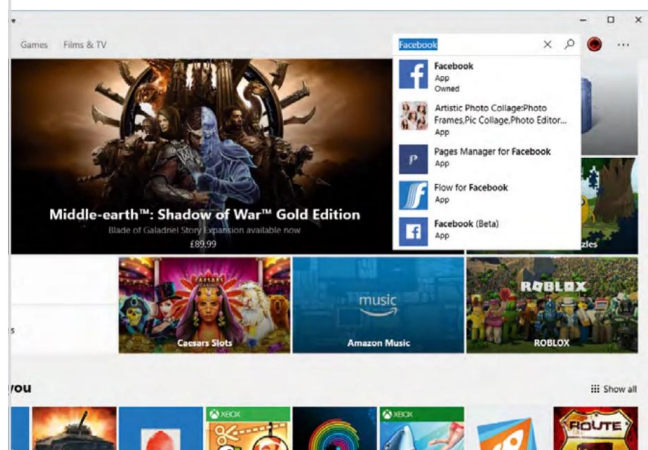 Games Films & TV
Facebook
Facebook
App
Owned
Artistic Photo Collage:Photo
Frames,Pic Collage,Photo Editor...
App
Pages Manager for Facebook
App
Flow for Facebook
App
Facebook (Beta)
App
Middle-earth™: Shadow of War™ Gold Edition
Blade of Galadriel Story Expansion available now
£89.99
zles
ROBLOX
music
s
Caesars Slots
Amazon Music
ROBLOX
you
Show all
XBOX
XBOX
ROUTE